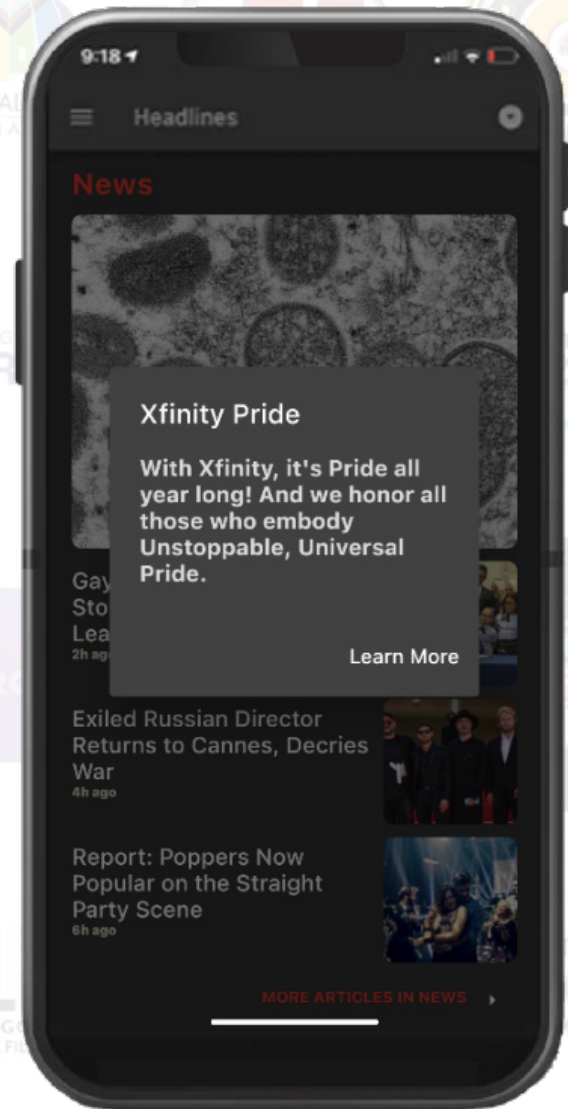 9:18
Headlines
News
Xfinity Pride
With Xfinity, it's Pride all
year long! And we honor all
those who embody
Unstoppable, Universal
Pride.
Learn More
Gay
2h ago
Exiled Russian Director
Returns to Cannes, Decries
War
4h ago
Report: Poppers Now
Popular on the Straight
Party Scene
6h ago
MORE ARTICLES IN NEWS